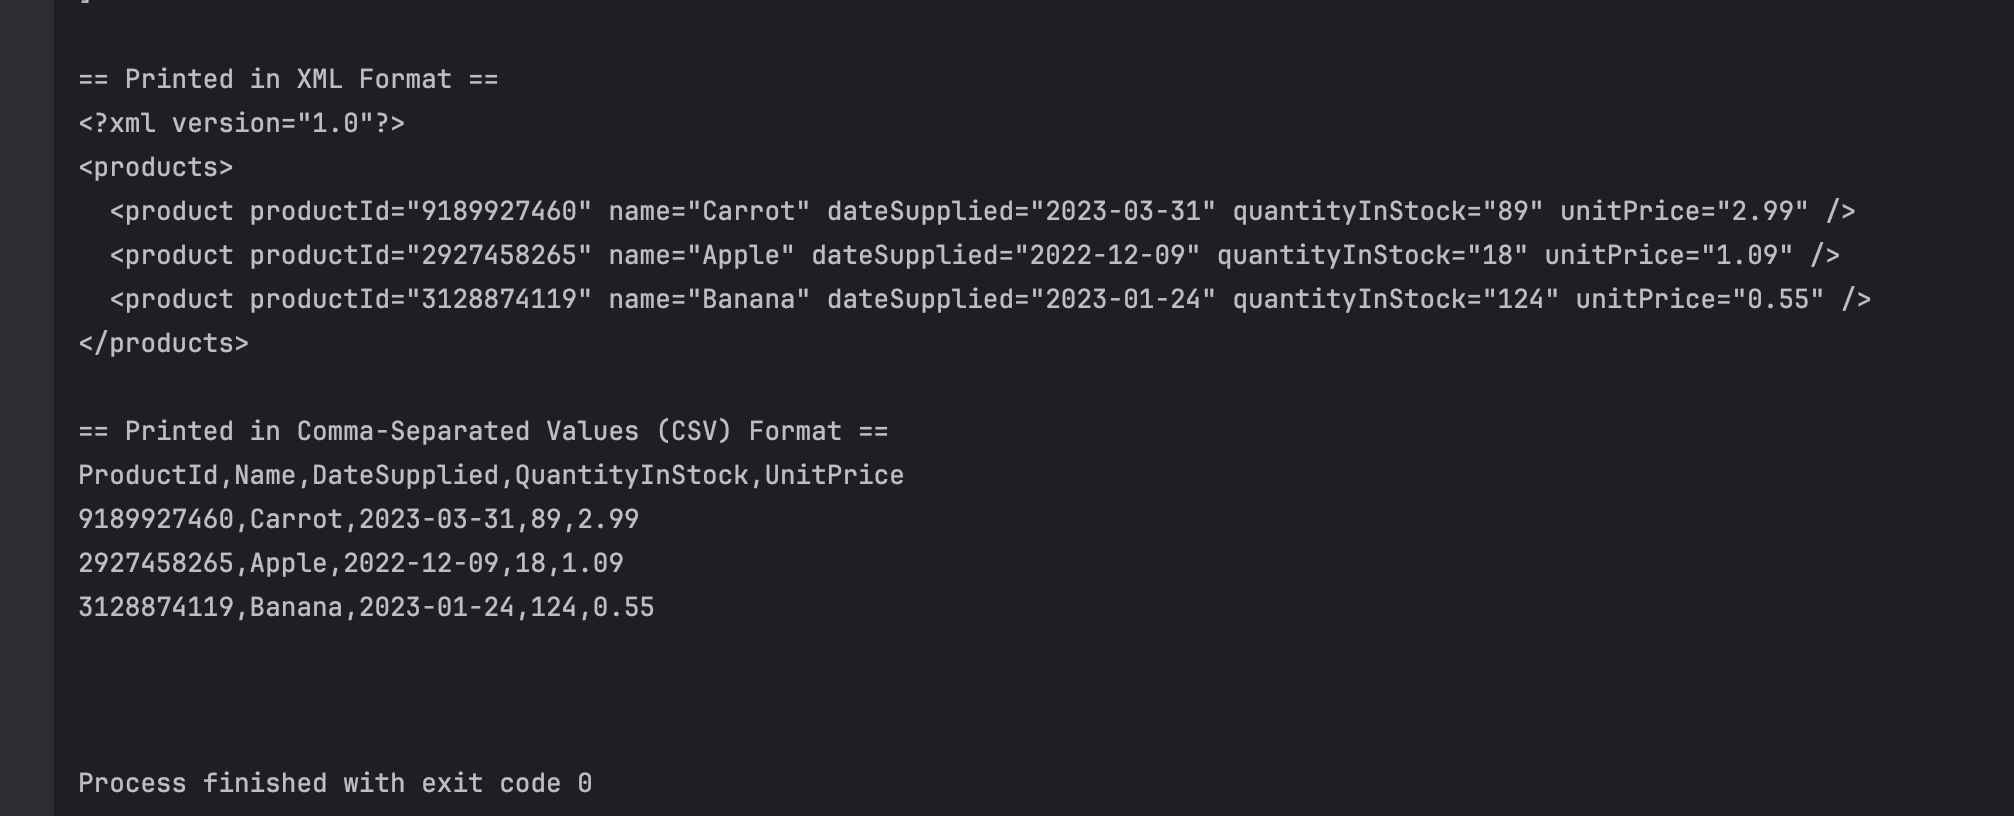 == Printed in XML Format ==
<?xml version="1.0"?>
<products>
  <product productId="9189927460" name="Carrot" dateSupplied="2023-03-31" quantityInStock="89" unitPrice="2.99" />
  <product productId="2927458265" name="Apple" dateSupplied="2022-12-09" quantityInStock="18" unitPrice="1.09" />
  <product productId="3128874119" name="Banana" dateSupplied="2023-01-24" quantityInStock="124" unitPrice="0.55" />
</products>
== Printed in Comma-Separated Values (CSV) Format ==
ProductId,Name,DateSupplied,QuantityInStock,UnitPrice
9189927460,Carrot,2023-03-31,89,2.99
2927458265,Apple,2022-12-09,18,1.09
3128874119,Banana,2023-01-24,124,0.55
Process finished with exit code 0